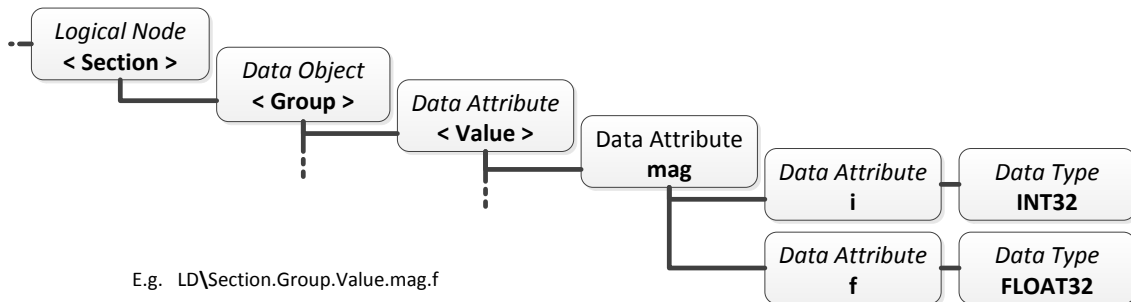 Logical Node
< Section >
Data Object
< Group >
Data Attribute
< Value >
Data Attribute
mag
Data Attribute
i
Data Type
INT32
Data Attribute
f
Data Type
FLOAT32
E.g. LD\Section.Group.Value.mag.f